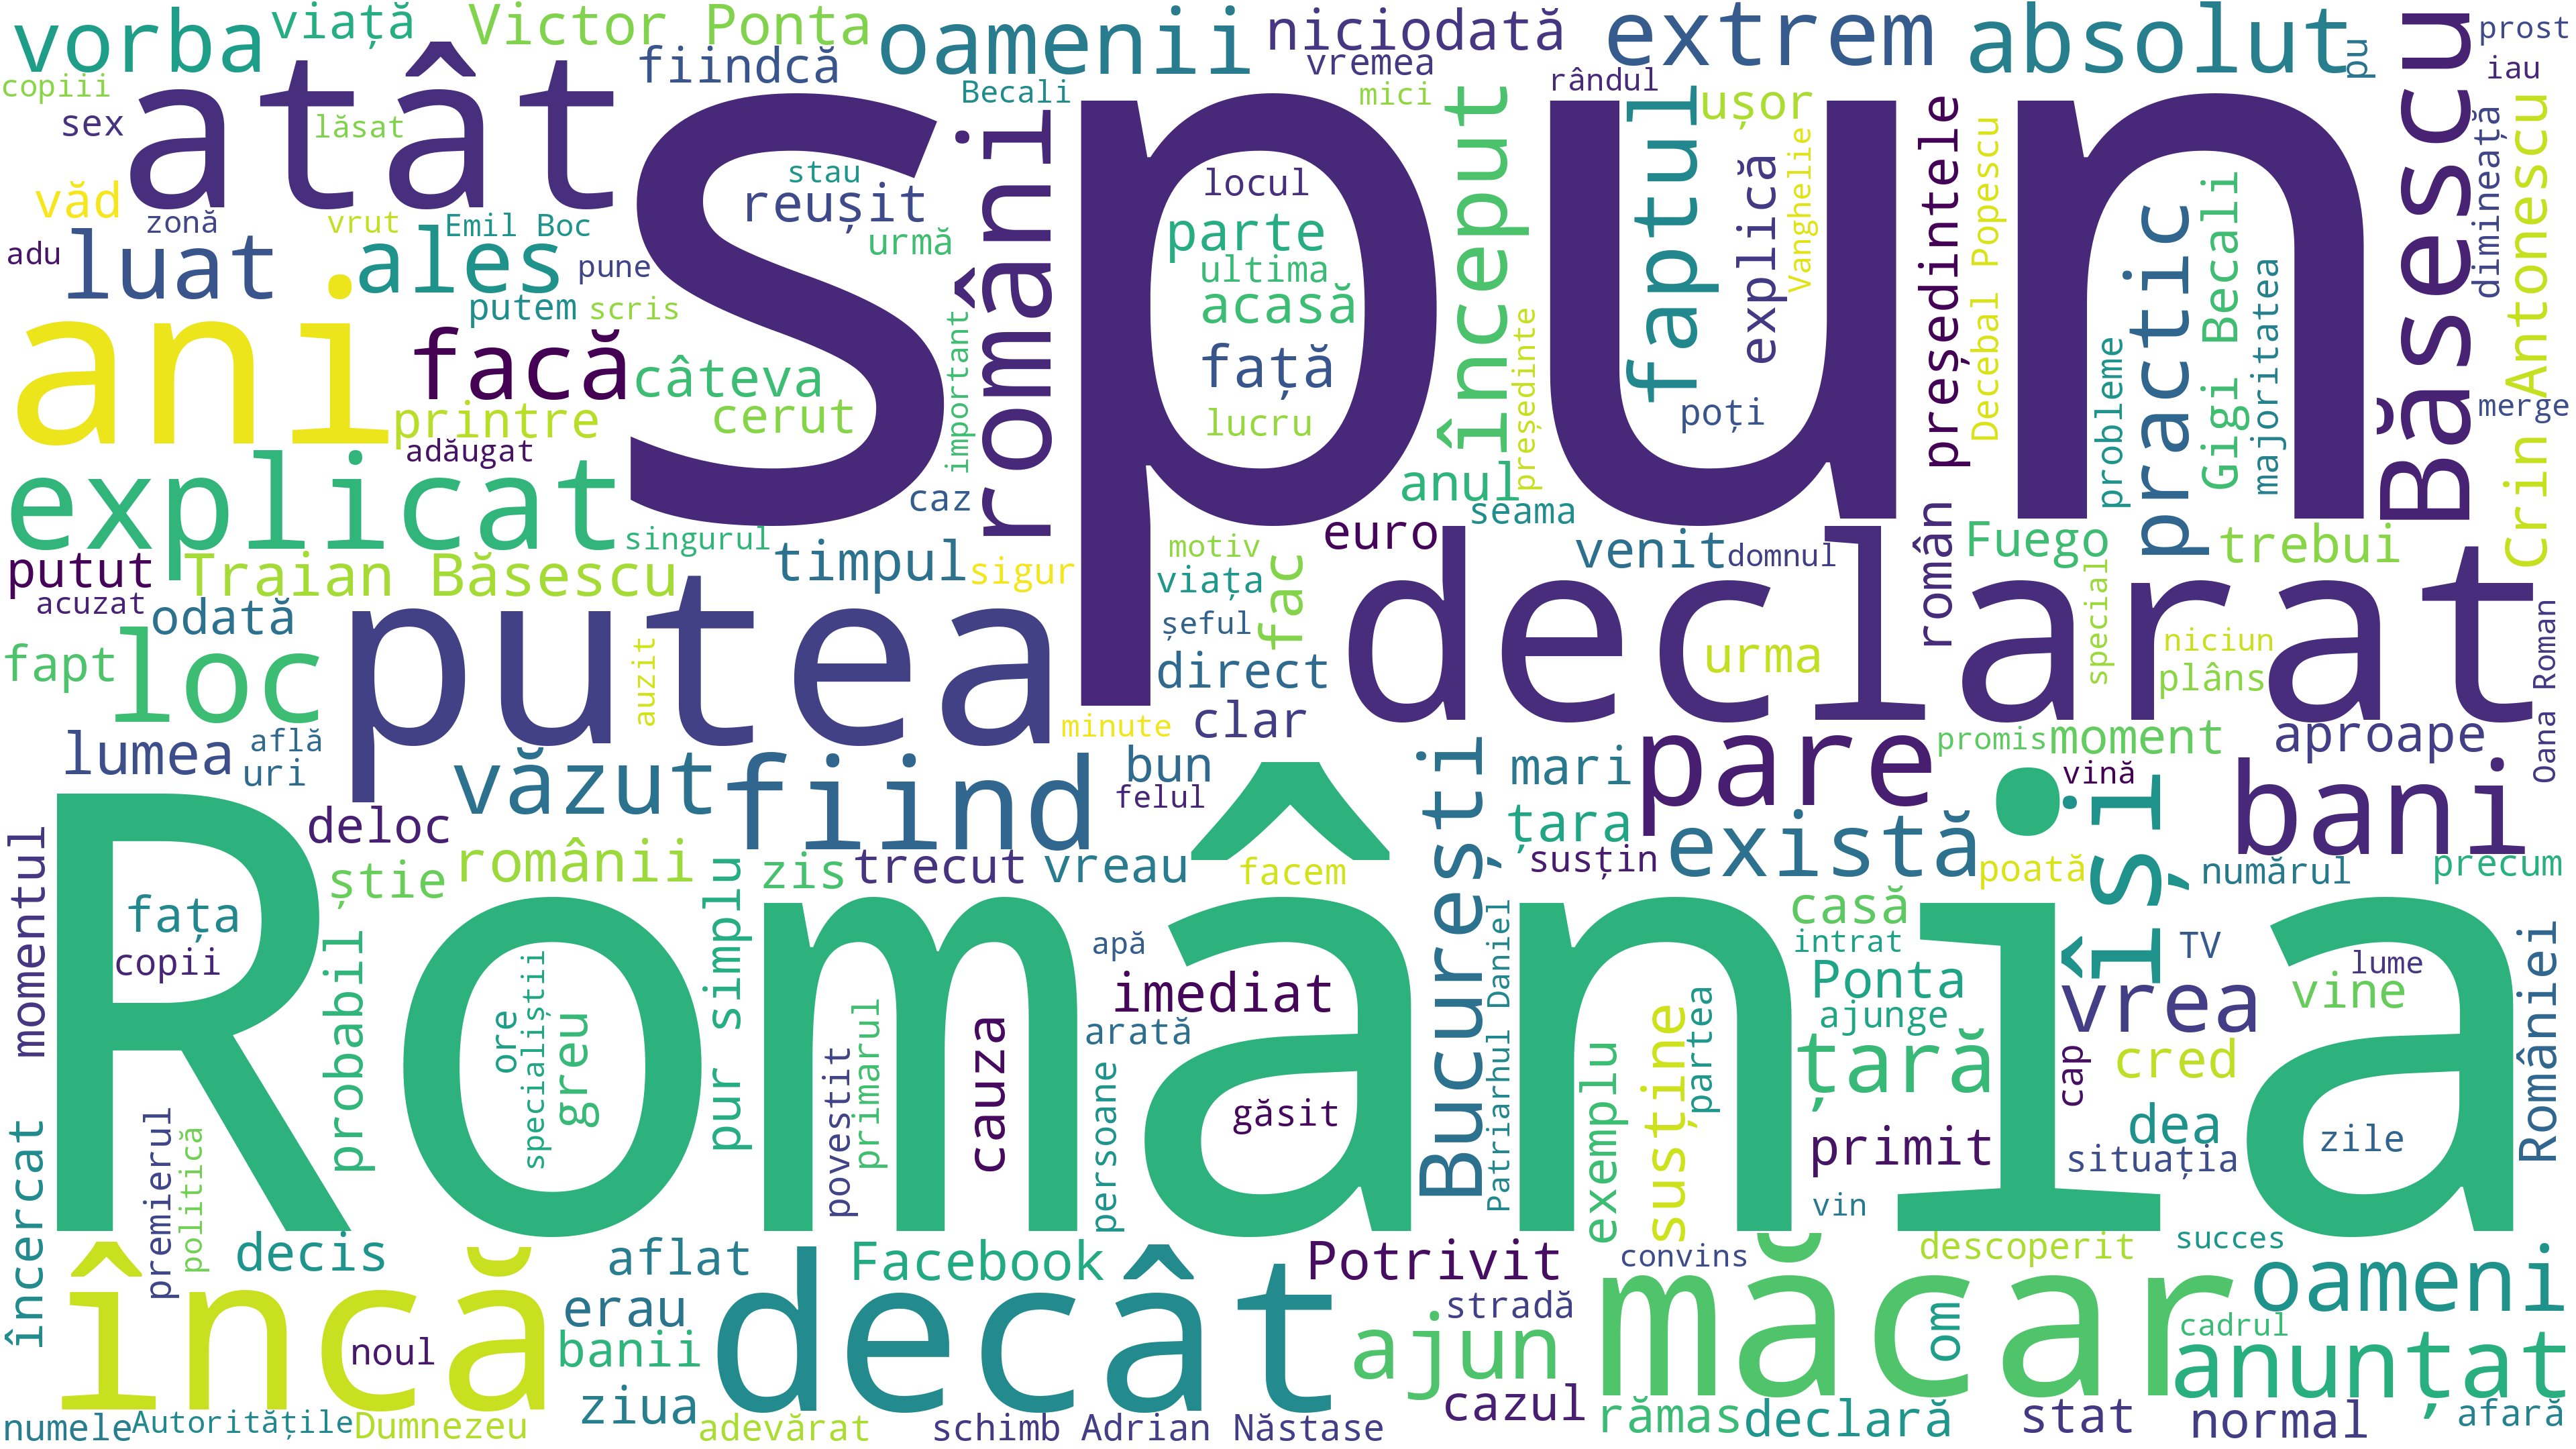 spun
România
declarat
putea
atât
ani
încă
decât
măcar
explicat
Băsescu
români
început
faptul
practic
președintele
român
Crin Antonescu
Gigi Becali
Decebal Popescu
majoritatea
probleme
dimineață
Vanghelie
explică
ușor
președinte
important
vorba
viață
Victor Ponta
oamenii
niciodată
extrem
absolut
pu
prost
iau
copiii
sex
lăsat
fiindcă
Becali
vremea
mici
rândul
văd
zonă
vrut
Emil Boc
adu
luat
ales
pune
putem
scris
stau
reușit
urmă
locul
parte
ultima
acasă
față
lucru
poți
merge
facă
câteva
printre
cerut
adăugat
caz
anul
seama
singurul
putut
Traian Băsescu
timpul
sigur
motiv
viața
șeful
fac
euro
venit
domnul
Fuego
trebui
acuzat
odată
fapt
loc
auzit
direct
urma
special
niciun
plâns
Oana Roman
lumea
află
uri
minute
clar
promis
moment
aproape
văzut
fiind
bun
felul
București
mari
pare
vină
își
bani
deloc
țara
există
susțin
românii
știe
zis
trecut
vreau
facem
poată
numărul
precum
momentul
fața
copii
probabil
ore
specialiștii
greu
pur simplu
povestit
primarul
cauza
apă
imediat
arată
persoane
găsit
Patriarhul Daniel
exemplu
susține
partea
casă
intrat
Ponta
ajunge
țară
primit
vin
vrea
TV
lume
vine
cap
cred
dea
situația
zile
României
încercat
premierul
politică
decis
aflat
Facebook
Potrivit
convins
descoperit
succes
erau
stradă
om
oameni
noul
banii
ajun
cadrul
anunțat
ziua
cazul
numele
Autoritățile
Dumnezeu
adevărat
schimb
Adrian Năstase
rămas
declară
stat
normal
afară